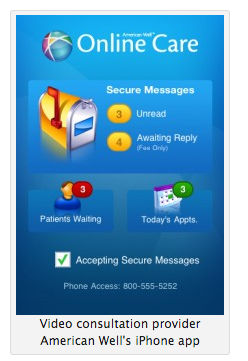 American Well™
Online Care
Secure Messages
3 Unread
4 Awaiting Reply
(Fee Only)
3
3
Patients Waiting
Today's Appts.
Accepting Secure Messages
Phone Access: 800-555-5252
Video consultation provider
American Well's iPhone app